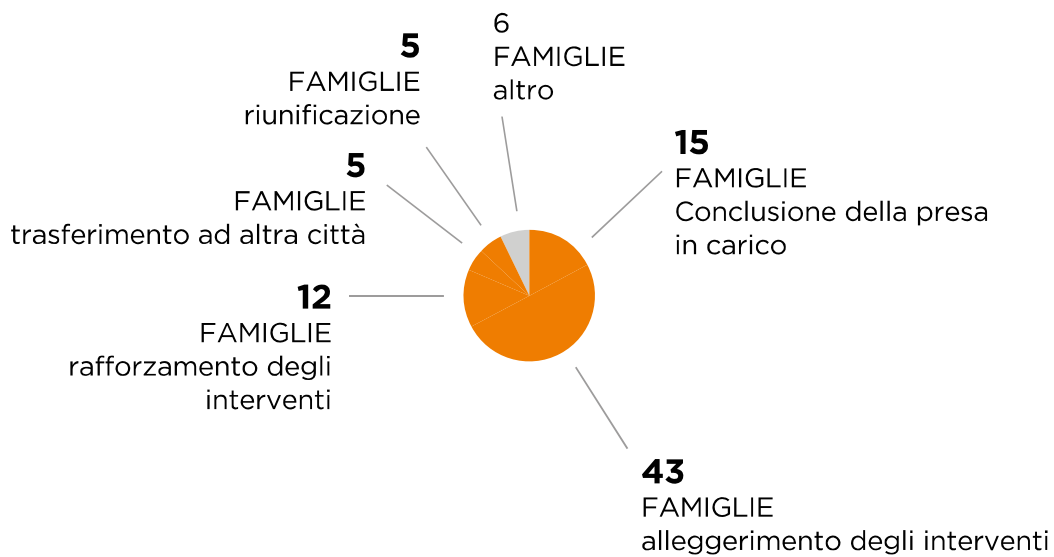 5
FAMIGLIE
riunificazione
6
FAMIGLIE
altro
15
FAMIGLIE
Conclusione della presa
in carico
5
FAMIGLIE
trasferimento ad altra città
12
FAMIGLIE
rafforzamento degli
interventi
43
FAMIGLIE
alleggerimento degli interventi